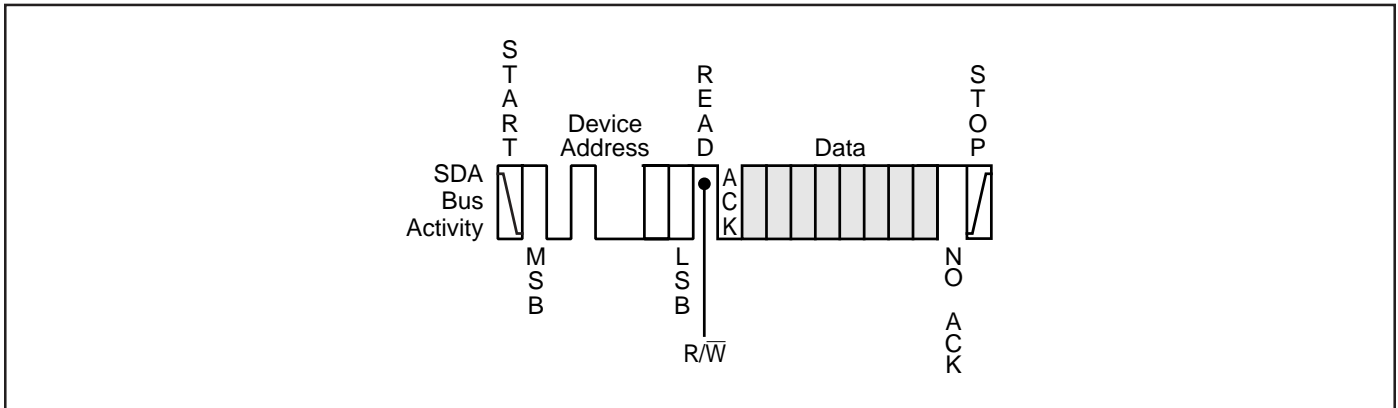 START
Device
Address
READ
Data
STOP
SDA
Bus
Activity
ACK
MSB
LSB
R/W̅
NO ACK